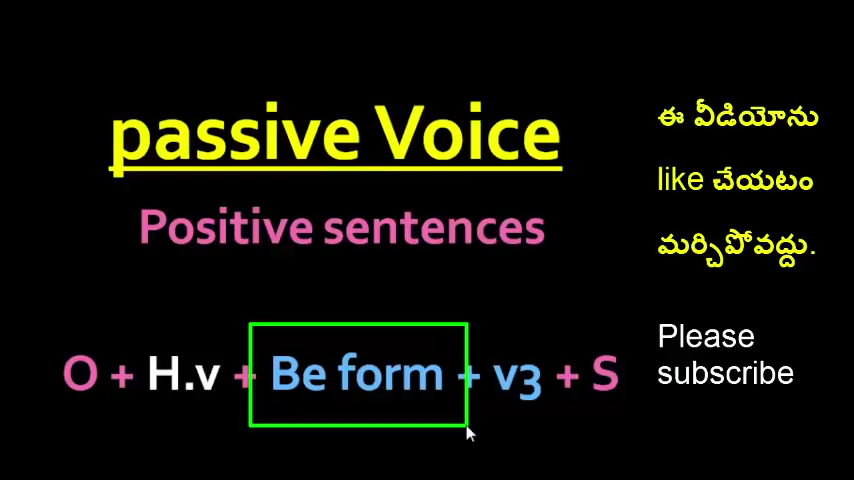 passive Voice
Positive sentences
O + H.v + Be form + v3 + S
ఈ వీడియోను
like చేయటం
మర్చిపోవద్దు.
Please
subscribe